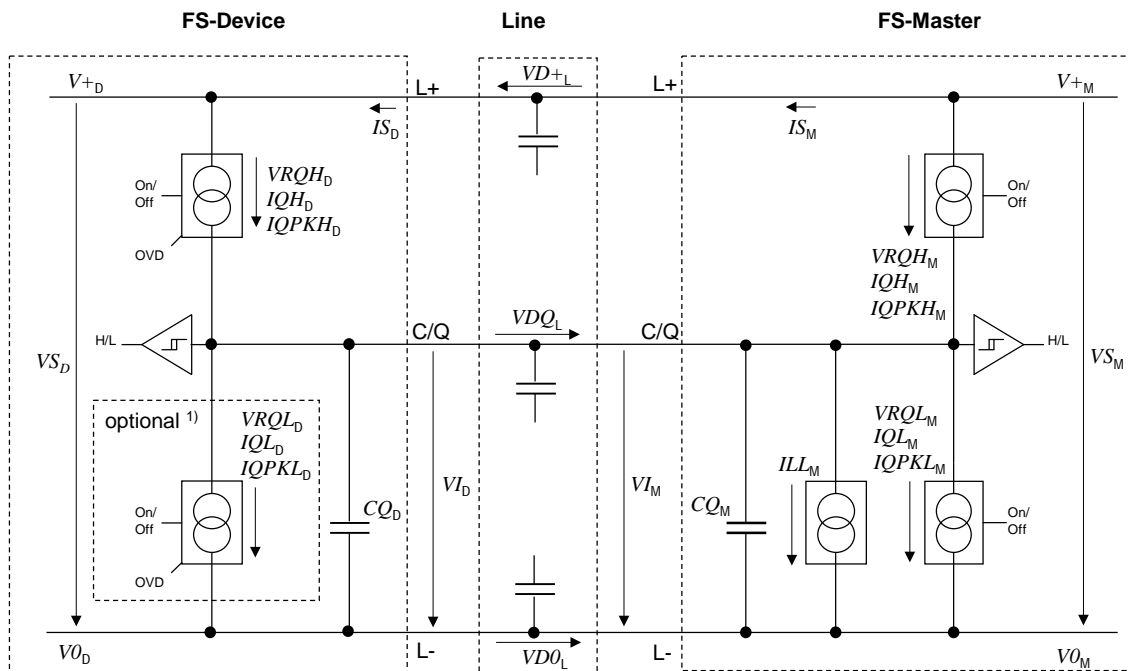 FS-Device Line FS-Master
V+D L+ VD+L L+ V+M
ISD ISM
On/
Off
OVD
VRQHD
IQHD
IQPKHD
On/
Off
VRQHM
IQHM
IQPKHM
H/L C/Q VDQL C/Q H/L
VSD VSM
optional 1)
VRQLD
IQLD
IQPKLD
On/
Off
OVD
CQD
VID
VIM
CQM
ILLM
VRQLM
IQLM
IQPKLM
On/
Off
V0D L- VD0L L- V0M